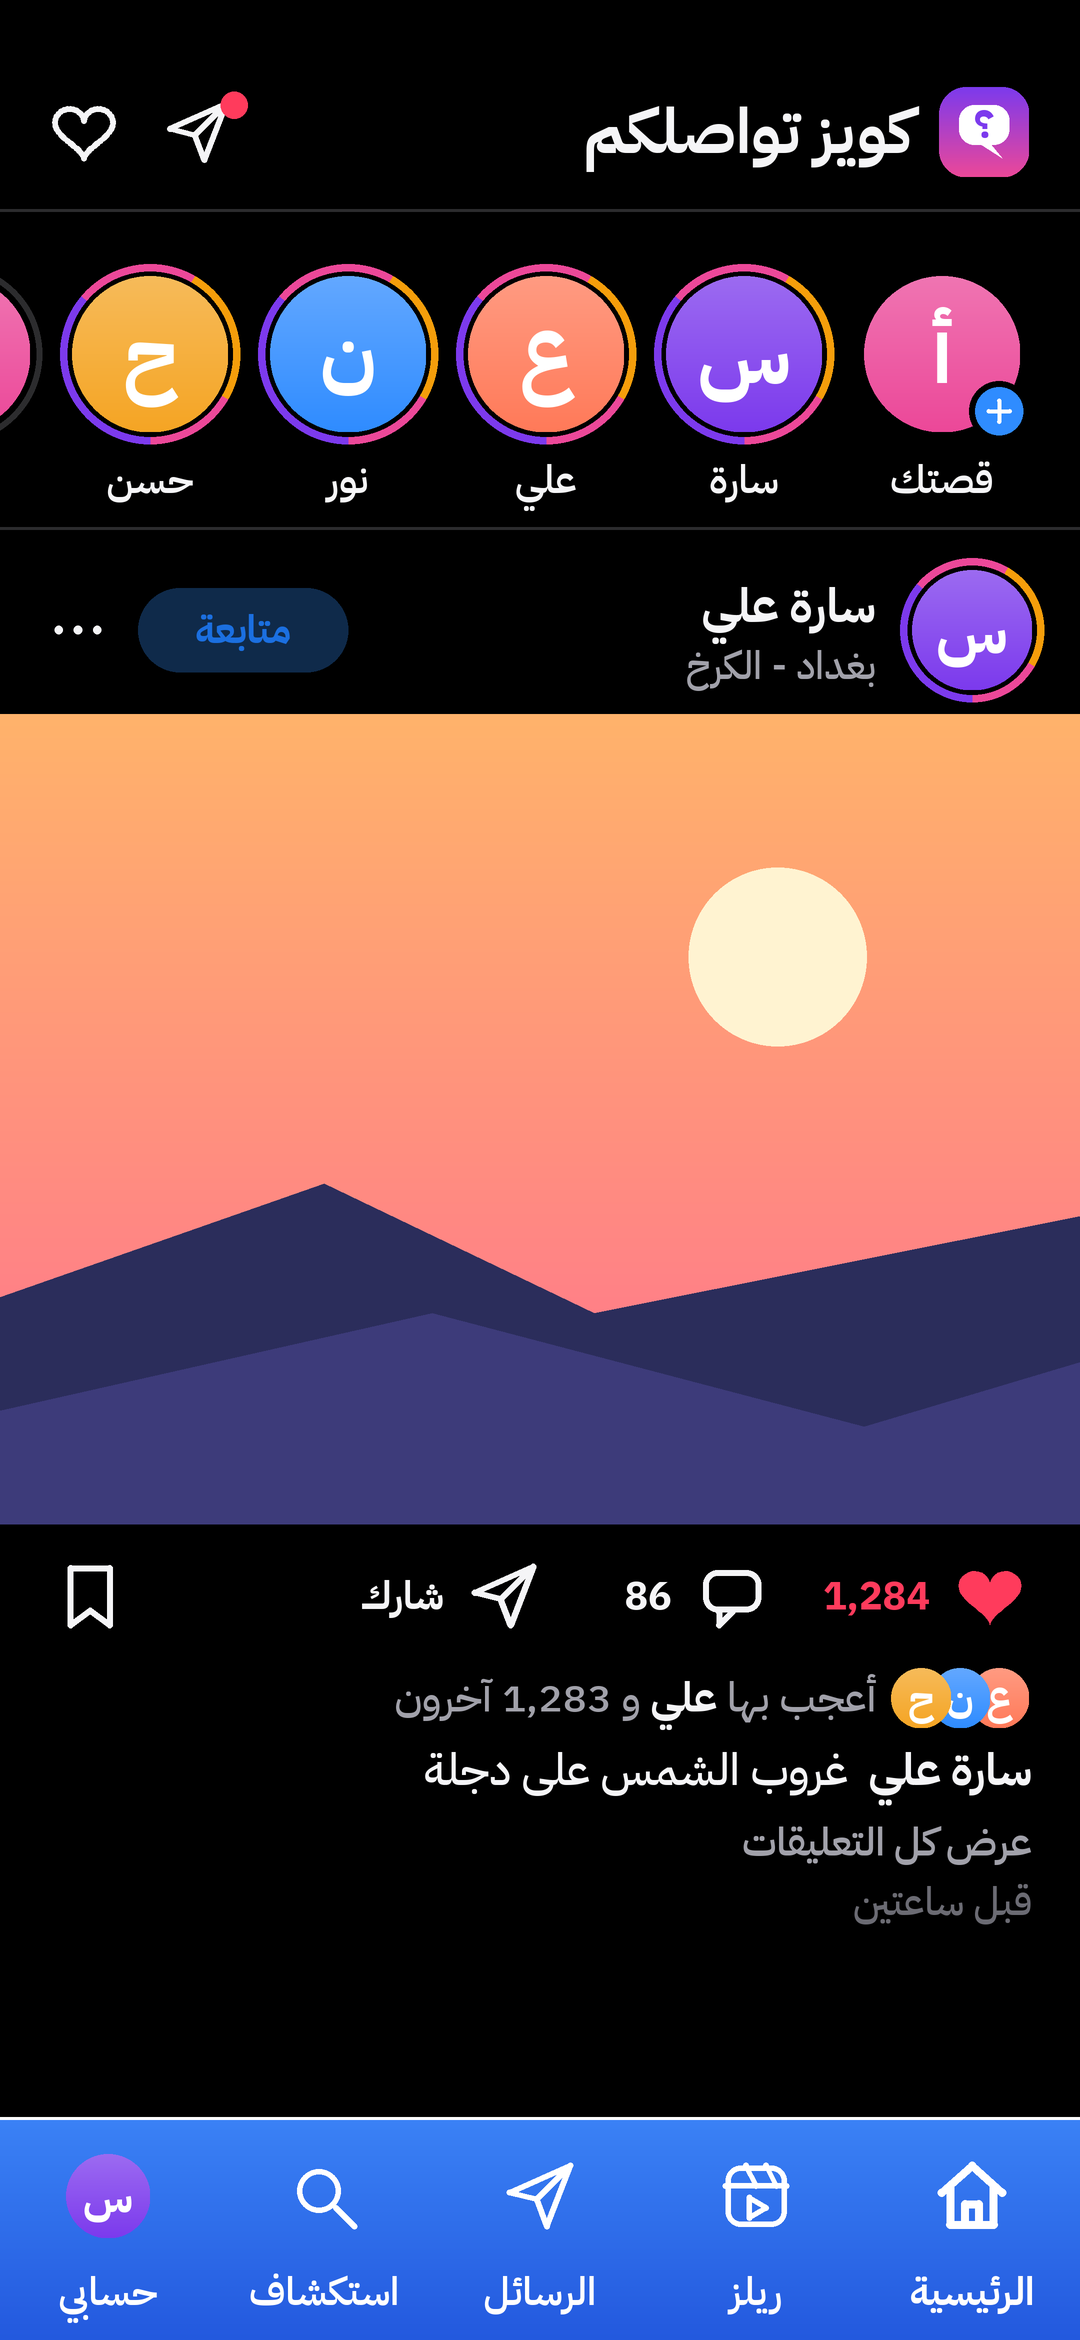 كويز تواصلكم
؟
أ
س
ع
ن
ح
قصتك
سارة
علي
نور
حسن
س
سارة علي
بغداد - الكرخ
متابعة
1,284
86
شارك
ع ن ح
أعجب بها علي و 1,283 آخرون
سارة علي غروب الشمس على دجلة
عرض كل التعليقات
قبل ساعتين
س
الرئيسية
ريلز
الرسائل
استكشاف
حسابي